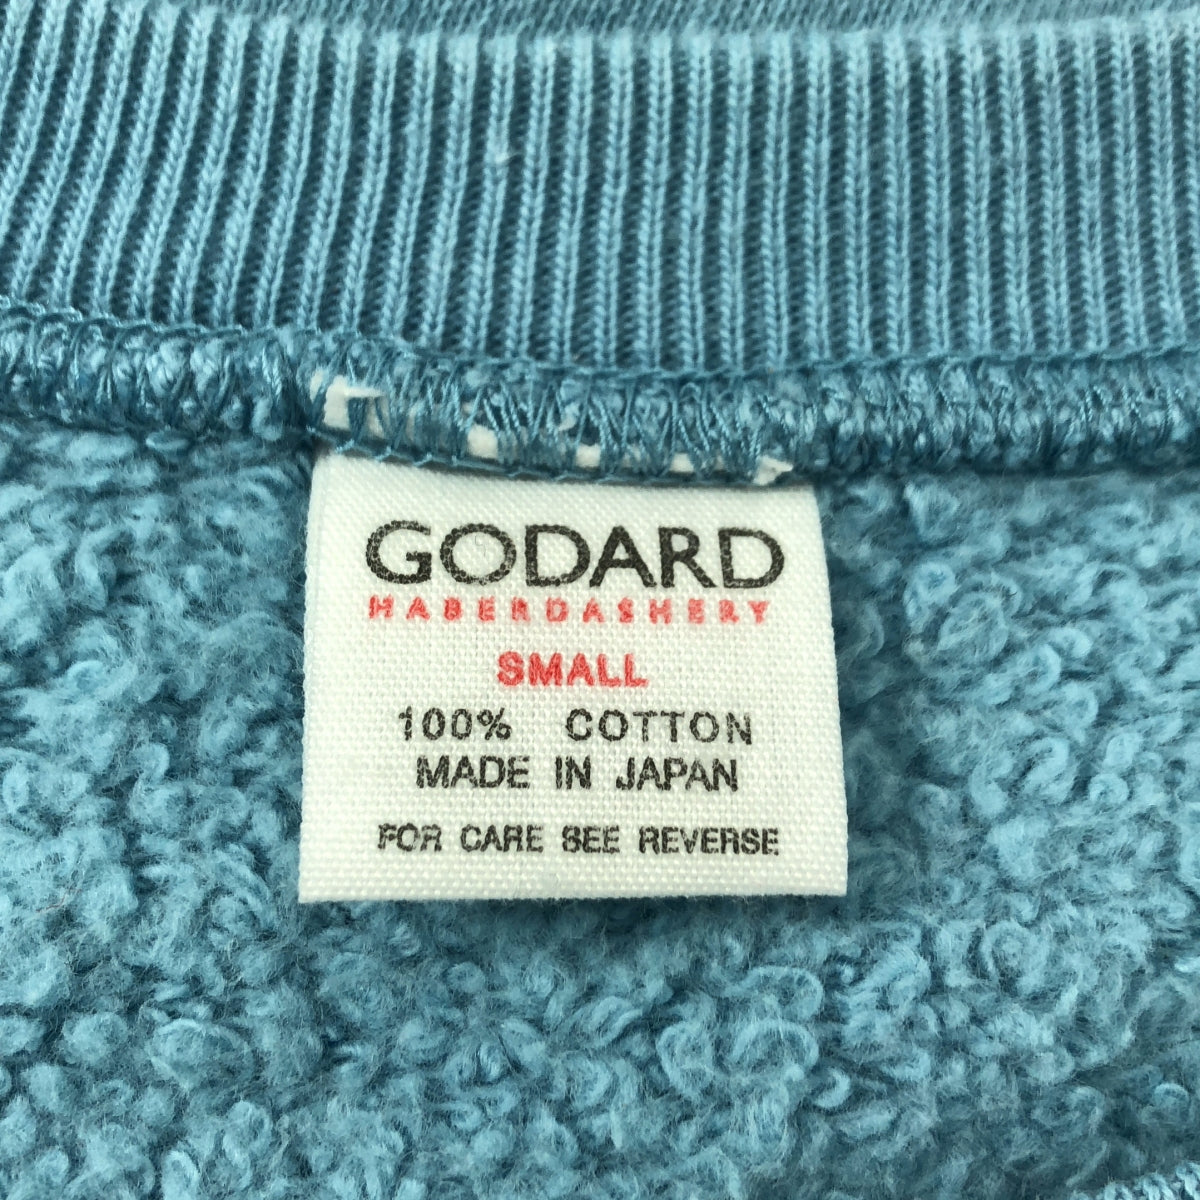 GODARD
HABERDASHERY
SMALL
100% COTTON
MADE IN JAPAN
FOR CARE SEE REVERSE